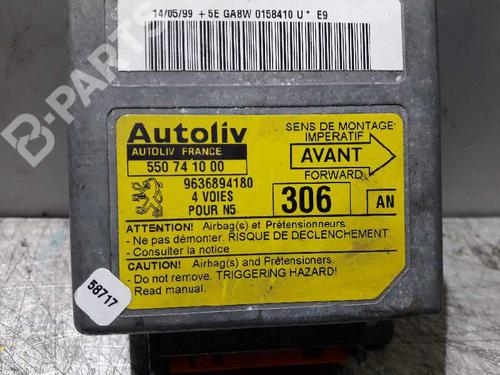 14/05/99 + 5E GA8W 0158410 U * E9
B-PARTS
Autoliv
AUTOLIV FRANCE
550 74 10 00
9636894180
4 VOIES
POUR N5
SENS DE MONTAGE
IMPERATIF
AVANT
FORWARD
306
AN
ATTENTION! Airbag(s) et Prétensionneurs
- Ne pas démonter. RISQUE DE DECLENCHEMENT
- Consulter la notice
CAUTION! Airbag(s) and Pretensioners.
- Do not remove. TRIGGERING HAZARD!
- Read manual.
58717